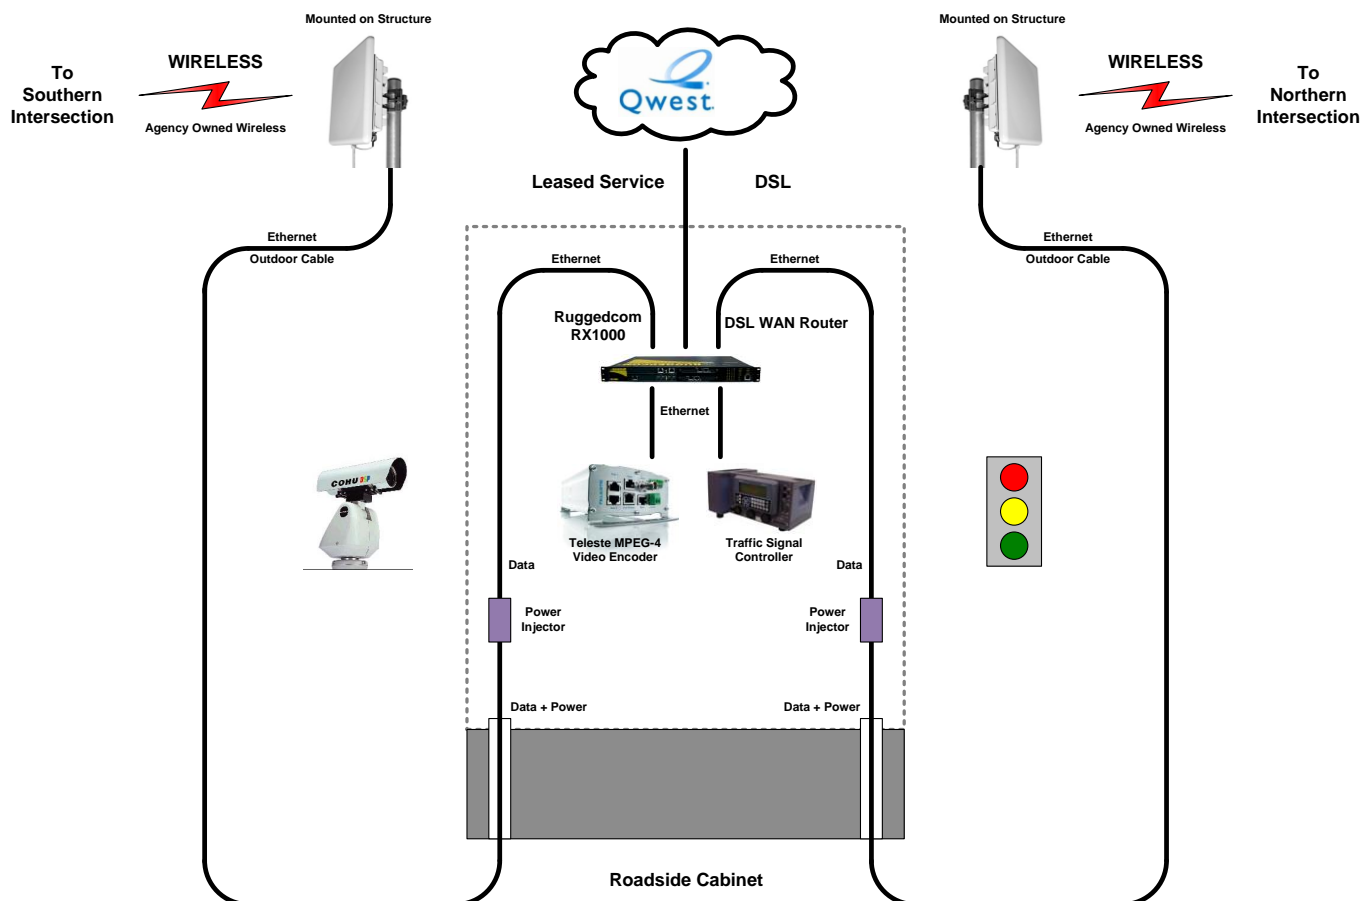 Mounted on Structure
Mounted on Structure
WIRELESS
WIRELESS
To
Southern
Intersection
To
Northern
Intersection
Agency Owned Wireless
Agency Owned Wireless
Qwest.
Leased Service
DSL
Ethernet
Outdoor Cable
Ethernet
Outdoor Cable
Ethernet
Ethernet
Ruggedcom
RX1000
DSL WAN Router
Ethernet
COHU
Teleste MPEG-4
Video Encoder
Traffic Signal
Controller
Data
Data
Power
Injector
Power
Injector
Data + Power
Data + Power
Roadside Cabinet